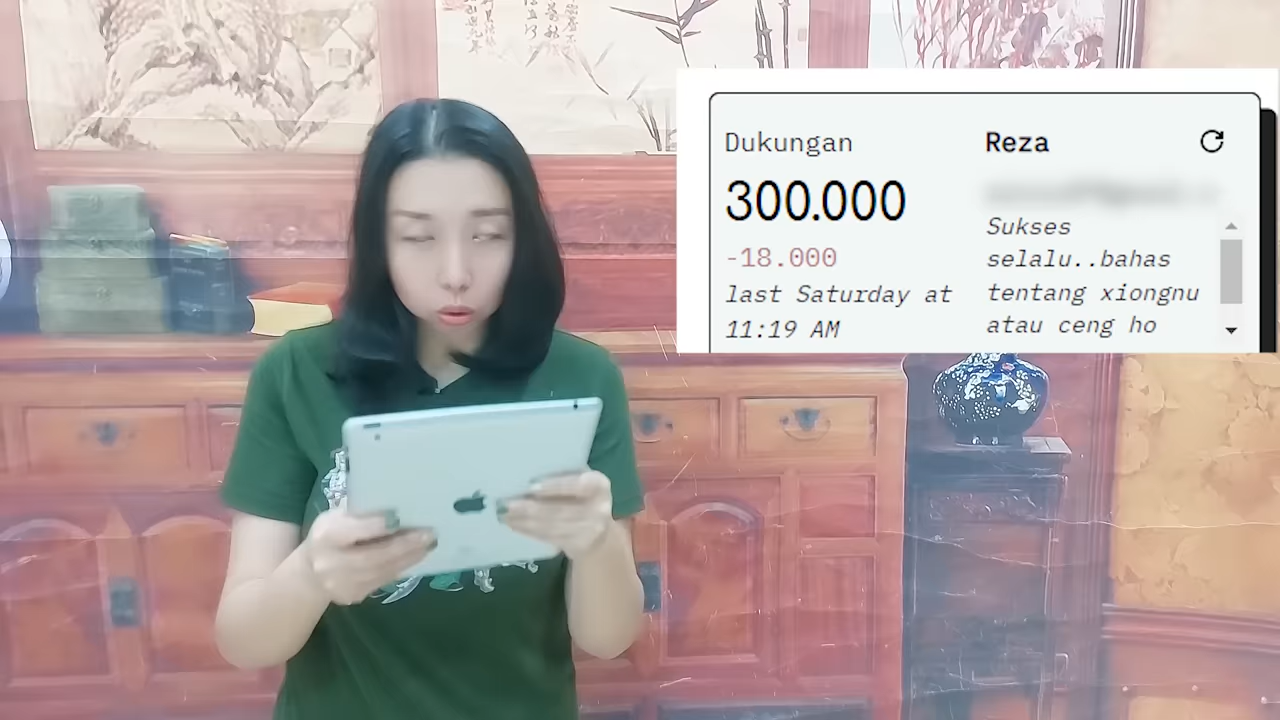 Dukungan
300.000
-18.000
last Saturday at
11:19 AM
Reza
Sukses
selalu..bahas
tentang xiongnu
atau ceng ho